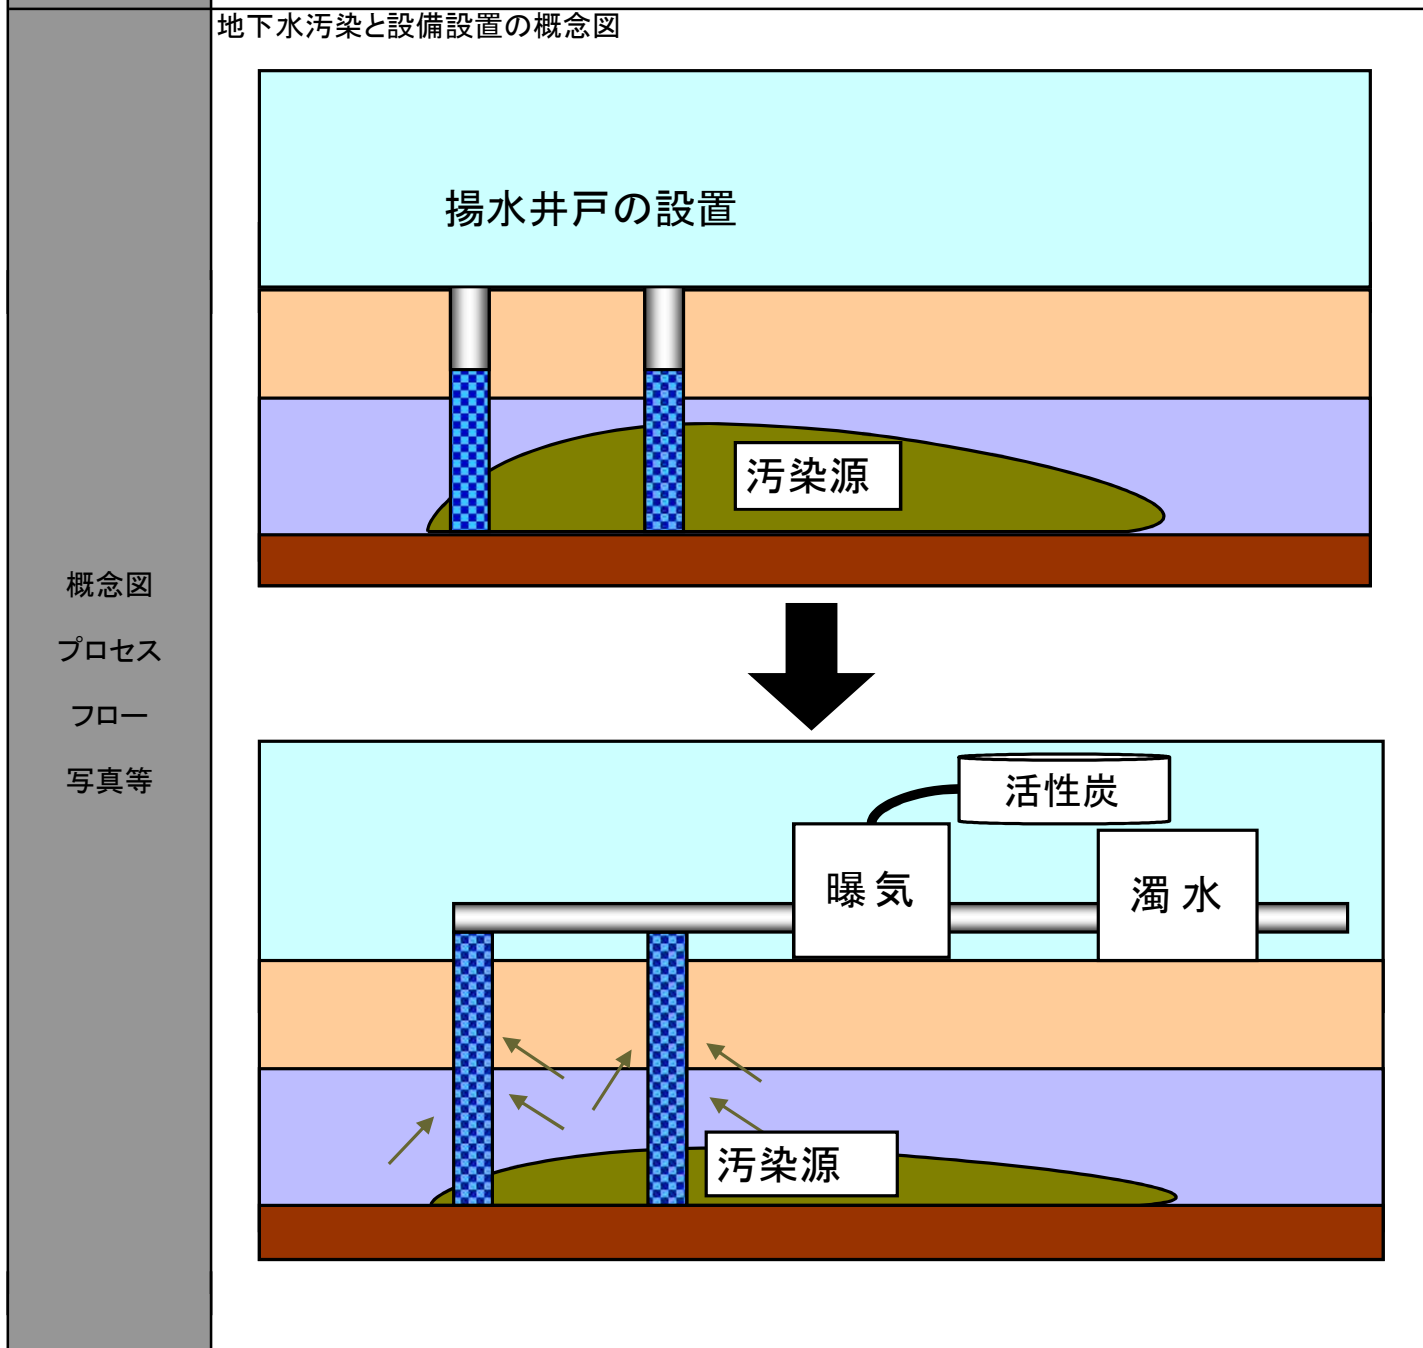 地下水汚染と設備設置の概念図
揚水井戸の設置
汚染源
概念図
プロセス
フロー
写真等
活性炭
曝気
濁水
汚染源